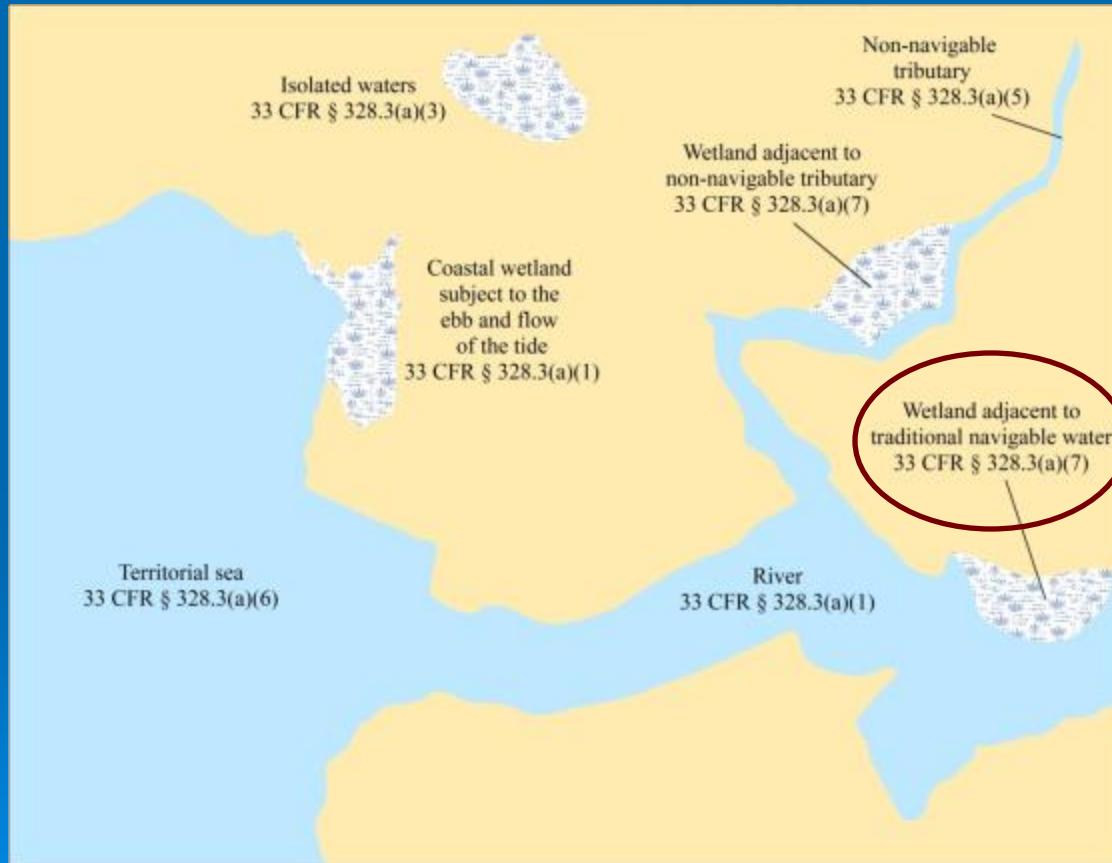 Isolated waters
33 CFR § 328.3(a)(3)
Non-navigable
tributary
33 CFR § 328.3(a)(5)
Wetland adjacent to
non-navigable tributary
33 CFR § 328.3(a)(7)
Coastal wetland
subject to the
ebb and flow
of the tide
33 CFR § 328.3(a)(1)
Wetland adjacent to
traditional navigable water
33 CFR § 328.3(a)(7)
Territorial sea
33 CFR § 328.3(a)(6)
River
33 CFR § 328.3(a)(1)